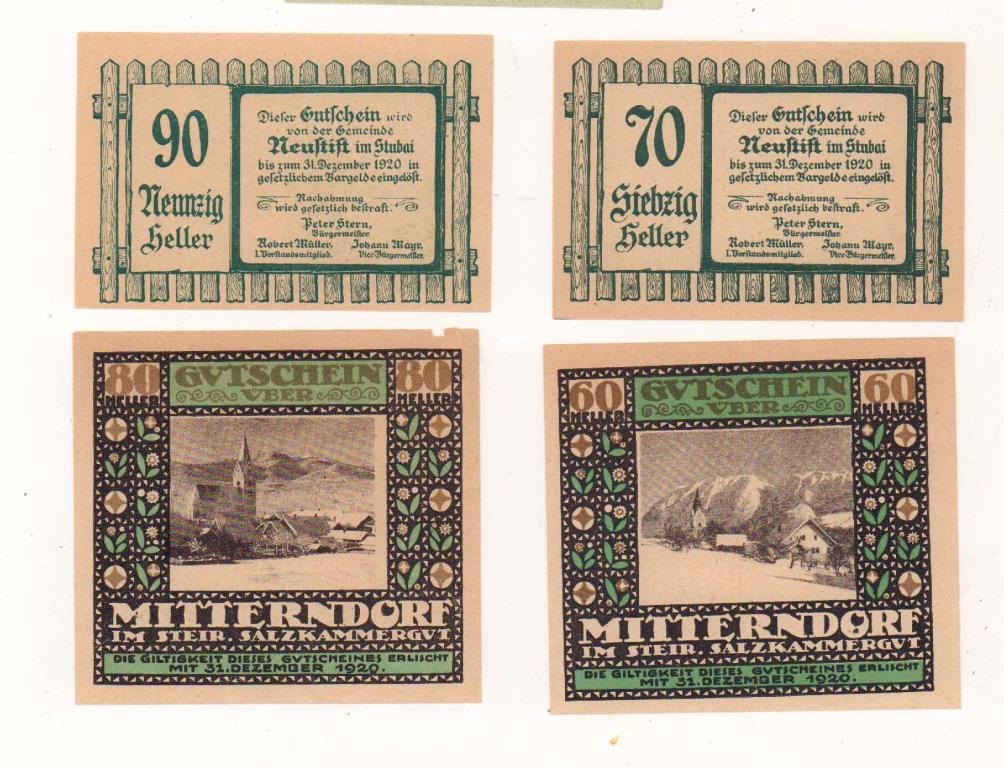 90
Neunzig
Heller
Dieser Gutschein wird
von der Gemeinde
Neustift im Stubai
bis zum 31. Dezember 1920 in
gesetzlichem Bargelde eingelöst.
Nachahmung
wird gesetzlich bestraft.
Peter Stern,
Bürgermeister.
Robert Müller, Johann Mayr,
1. Vorstandsmitglied. Vice-Bürgermeister.
70
Siebzig
Heller
Dieser Gutschein wird
von der Gemeinde
Neustift im Stubai
bis zum 31. Dezember 1920 in
gesetzlichem Bargelde eingelöst.
Nachahmung
wird gesetzlich bestraft.
Peter Stern,
Bürgermeister.
Robert Müller, Johann Mayr,
1. Vorstandsmitglied. Vice-Bürgermeister.
80 GVTSCHEIN 80
HELLER VBER HELLER
MITTERNDORF
IM STEIR. SALZKAMMERGVT
DIE GILTIGKEIT DIESES GVTSCHEINES ERLISCHT
MIT 31. DEZEMBER 1920.
60 GVTSCHEIN 60
HELLER VBER HELLER
MITTERNDORF
IM STEIR. SALZKAMMERGVT
DIE GILTIGKEIT DIESES GVTSCHEINES ERLISCHT
MIT 31. DEZEMBER 1920.